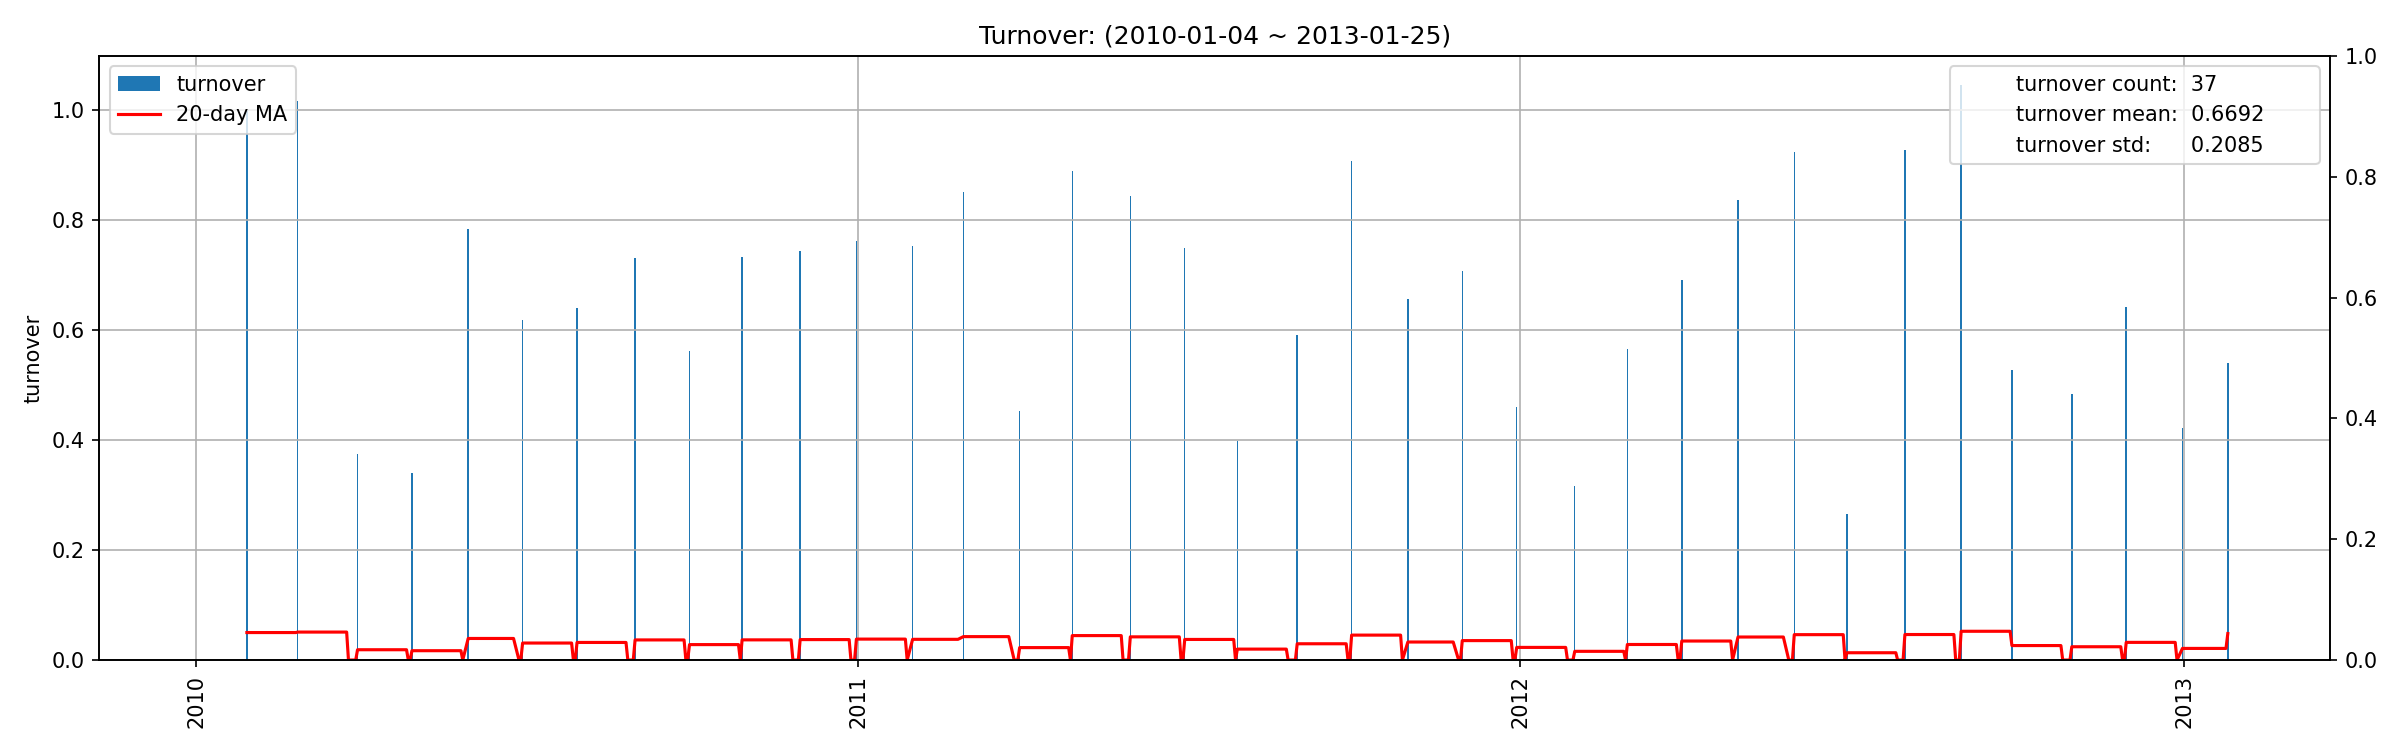 Turnover: (2010-01-04 ~ 2013-01-25)
turnover
20-day MA
turnover count: 37
turnover mean: 0.6692
turnover std: 0.2085
turnover
1.0
0.8
0.6
0.4
0.2
0.0
1.0
0.8
0.6
0.4
0.2
0.0
2010
2011
2012
2013